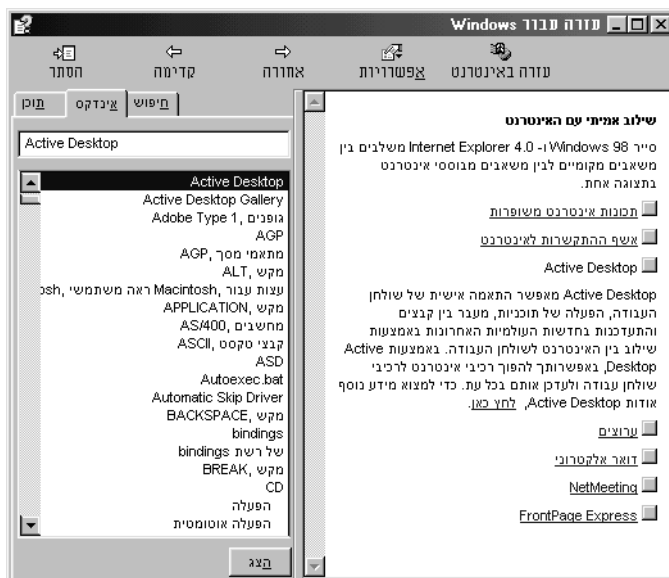 עזרה עבור Windows
הסתר
קדימה
אחורה
אפשרויות
עזרה באינטרנט
תוכן
אינדקס
חיפוש
Active Desktop
Active Desktop
Active Desktop Gallery
גופנים ,Adobe Type 1
AGP
מתאמי מסך ,AGP
מקש ,ALT
עצות עבור ,Macintosh ראה משתמשי ,osh
מקש ,APPLICATION
מחשבים ,AS/400
קבצי טקסט ,ASCII
ASD
Autoexec.bat
Automatic Skip Driver
מקש ,BACKSPACE
bindings
של רשת bindings
מקש ,BREAK
CD
הפעלה
הפעלה אוטומטית
הצג
שילוב אמיתי עם האינטרנט
סייר Windows 98 ו- Internet Explorer 4.0 משלבים בין
משאבים מקומיים לבין משאבים מבוססי אינטרנט
בתצוגה אחת.
תכונות אינטרנט משופרות
אשף ההתקשרות לאינטרנט
Active Desktop
Active Desktop מאפשר התאמה אישית של שולחן
העבודה, הפעלה של תוכניות, מעבר בין קבצים
והתעדכנות בחדשות העולמיות האחרונות באמצעות
שילוב בין האינטרנט לשולחן העבודה. באמצעות Active
Desktop, באפשרותך להפוך רכיבי אינטרנט לרכיבי
שולחן עבודה ולעדכן אותם בכל עת. כדי למצוא מידע נוסף
אודות Active Desktop, לחץ כאן.
ערוצים
דואר אלקטרוני
NetMeeting
FrontPage Express